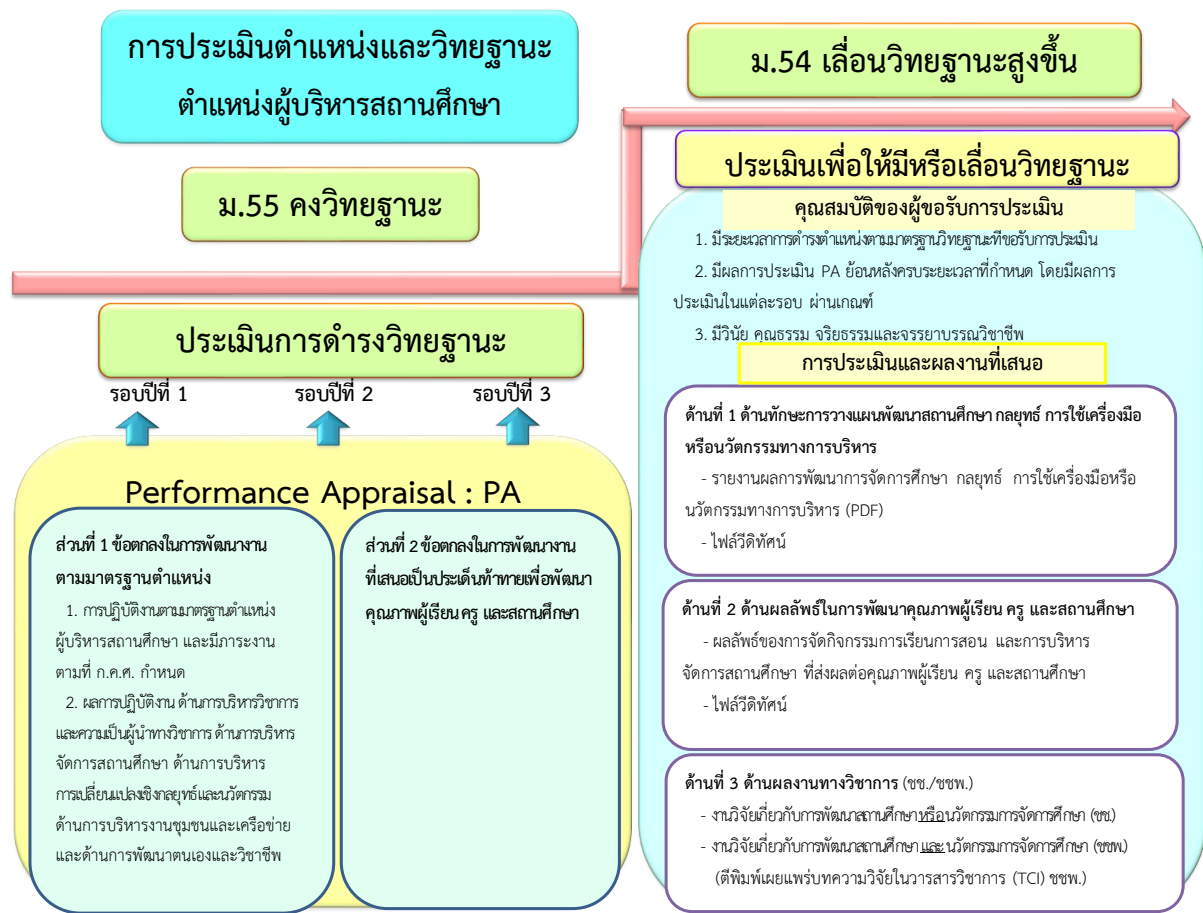 การประเมินตำแหน่งและวิทยฐานะ
ตำแหน่งผู้บริหารสถานศึกษา
ม.55 คงวิทยฐานะ
ประเมินการดำรงวิทยฐานะ
รอบปีที่ 1
รอบปีที่ 2
รอบปีที่ 3
Performance Appraisal : PA
ส่วนที่ 1 ข้อตกลงในการพัฒนางาน
ตามมาตรฐานตำแหน่ง
1. การปฏิบัติงานตามมาตรฐานตำแหน่ง
ผู้บริหารสถานศึกษา และมีภาระงาน
ตามที่ ก.ค.ศ. กำหนด
2. ผลการปฏิบัติงาน ด้านการบริหารวิชาการ
และความเป็นผู้นำทางวิชาการ ด้านการบริหาร
จัดการสถานศึกษา ด้านการบริหาร
การเปลี่ยนแปลงเชิงกลยุทธ์และนวัตกรรม
ด้านการบริหารงานชุมชนและเครือข่าย
และด้านการพัฒนาตนเองและวิชาชีพ
ส่วนที่ 2 ข้อตกลงในการพัฒนางาน
ที่เสนอเป็นประเด็นท้าทายเพื่อพัฒนา
คุณภาพผู้เรียน ครู และสถานศึกษา
ม.54 เลื่อนวิทยฐานะสูงขึ้น
ประเมินเพื่อให้มีหรือเลื่อนวิทยฐานะ
คุณสมบัติของผู้ขอรับการประเมิน
1. มีระยะเวลาการดำรงตำแหน่งตามมาตรฐานวิทยฐานะที่ขอรับการประเมิน
2. มีผลการประเมิน PA ย้อนหลังครบระยะเวลาที่กำหนด โดยมีผลการ
ประเมินในแต่ละรอบ ผ่านเกณฑ์
3. มีวินัย คุณธรรม จริยธรรมและจรรยาบรรณวิชาชีพ
การประเมินและผลงานที่เสนอ
ด้านที่ 1 ด้านทักษะการวางแผนพัฒนาสถานศึกษา กลยุทธ์ การใช้เครื่องมือ
หรือนวัตกรรมทางการบริหาร
- รายงานผลการพัฒนาการจัดการศึกษา กลยุทธ์ การใช้เครื่องมือหรือ
นวัตกรรมทางการบริหาร (PDF)
- ไฟล์วีดิทัศน์
ด้านที่ 2 ด้านผลลัพธ์ในการพัฒนาคุณภาพผู้เรียน ครู และสถานศึกษา
- ผลลัพธ์ของการจัดกิจกรรมการเรียนการสอน และการบริหาร
จัดการสถานศึกษา ที่ส่งผลต่อคุณภาพผู้เรียน ครู และสถานศึกษา
- ไฟล์วีดิทัศน์
ด้านที่ 3 ด้านผลงานทางวิชาการ (ชช./ชชพ.)
- งานวิจัยเกี่ยวกับการพัฒนาสถานศึกษาหรือนวัตกรรมการจัดการศึกษา (ชช.)
- งานวิจัยเกี่ยวกับการพัฒนาสถานศึกษาและนวัตกรรมการจัดการศึกษา (ชชพ.)
(ตีพิมพ์เผยแพร่บทความวิจัยในวารสารวิชาการ (TCI) ชชพ.)